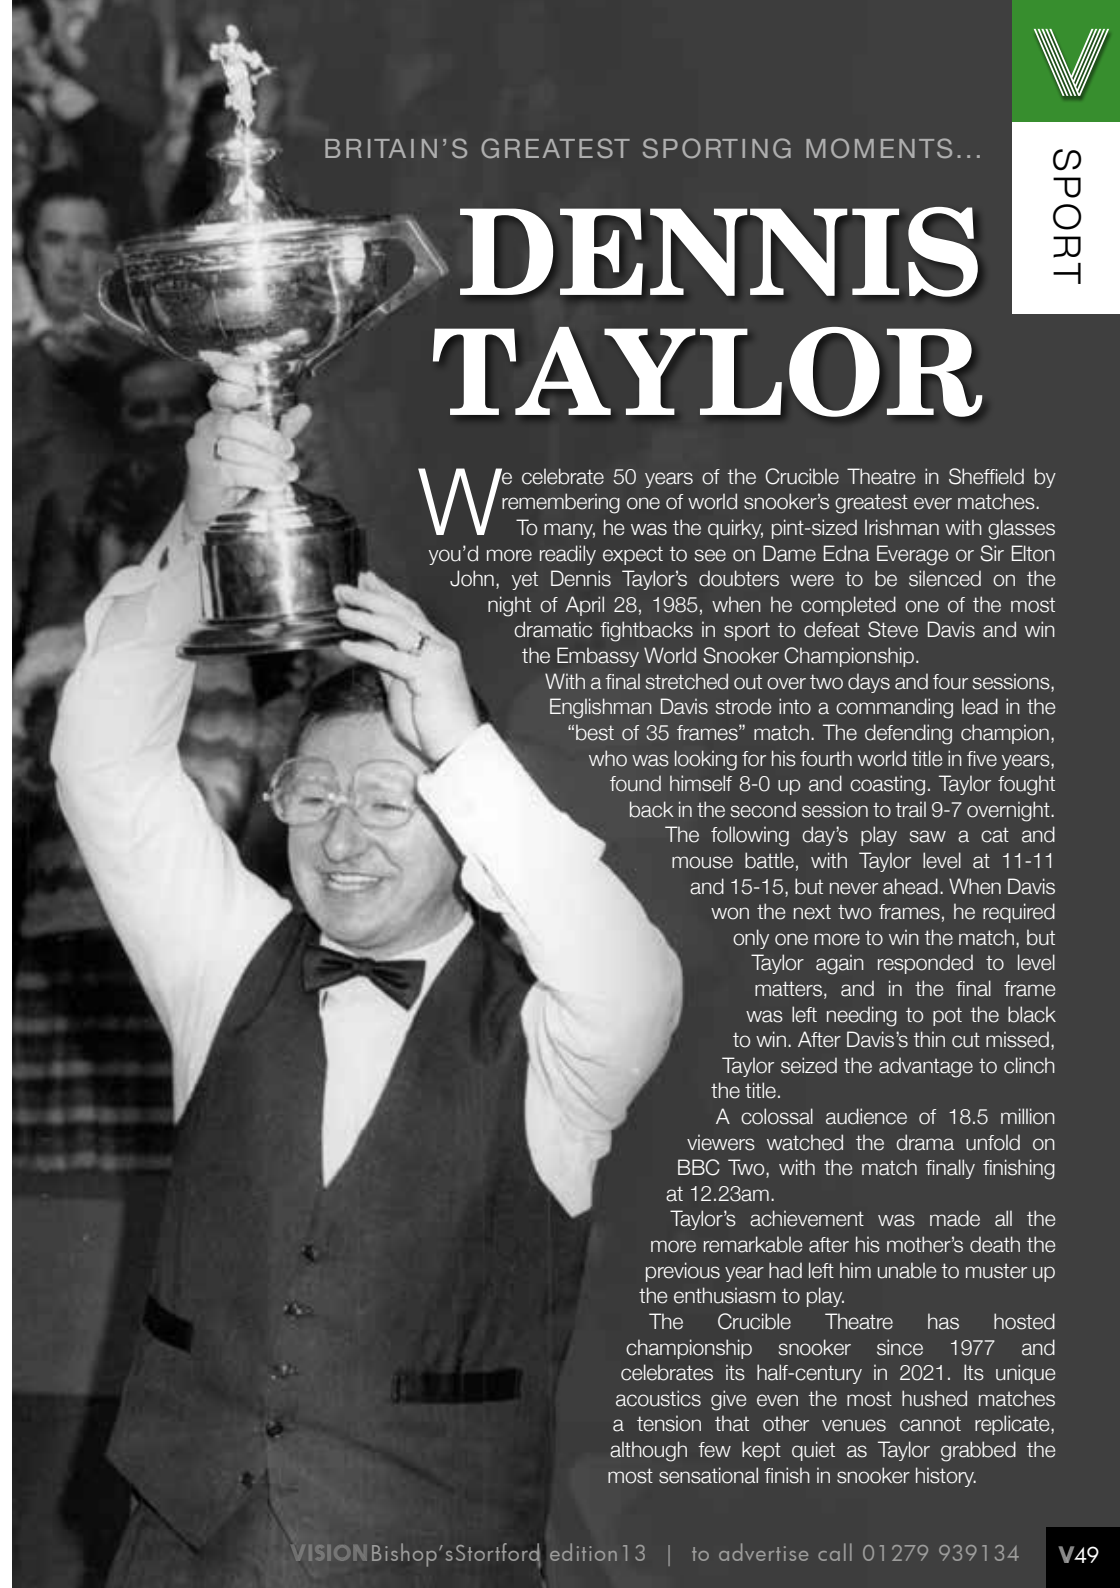 V
SPORT
BRITAIN’S GREATEST SPORTING MOMENTS...
DENNIS
TAYLOR
We celebrate 50 years of the Crucible Theatre in Sheffield by
remembering one of world snooker’s greatest ever matches.
To many, he was the quirky, pint-sized Irishman with glasses
you’d more readily expect to see on Dame Edna Everage or Sir Elton
John, yet Dennis Taylor’s doubters were to be silenced on the
night of April 28, 1985, when he completed one of the most
dramatic fightbacks in sport to defeat Steve Davis and win
the Embassy World Snooker Championship.
With a final stretched out over two days and four sessions,
Englishman Davis strode into a commanding lead in the
“best of 35 frames” match. The defending champion,
who was looking for his fourth world title in five years,
found himself 8-0 up and coasting. Taylor fought
back in the second session to trail 9-7 overnight.
The following day’s play saw a cat and
mouse battle, with Taylor level at 11-11
and 15-15, but never ahead. When Davis
won the next two frames, he required
only one more to win the match, but
Taylor again responded to level
matters, and in the final frame
was left needing to pot the black
to win. After Davis’s thin cut missed,
Taylor seized the advantage to clinch
the title.
A colossal audience of 18.5 million
viewers watched the drama unfold on
BBC Two, with the match finally finishing
at 12.23am.
Taylor’s achievement was made all the
more remarkable after his mother’s death the
previous year had left him unable to muster up
the enthusiasm to play.
The Crucible Theatre has hosted
championship snooker since 1977 and
celebrates its half-century in 2021. Its unique
acoustics give even the most hushed matches
a tension that other venues cannot replicate,
although few kept quiet as Taylor grabbed the
most sensational finish in snooker history.
VISIONBishop’sStortford edition13 | to advertise call 01279 939134 V49